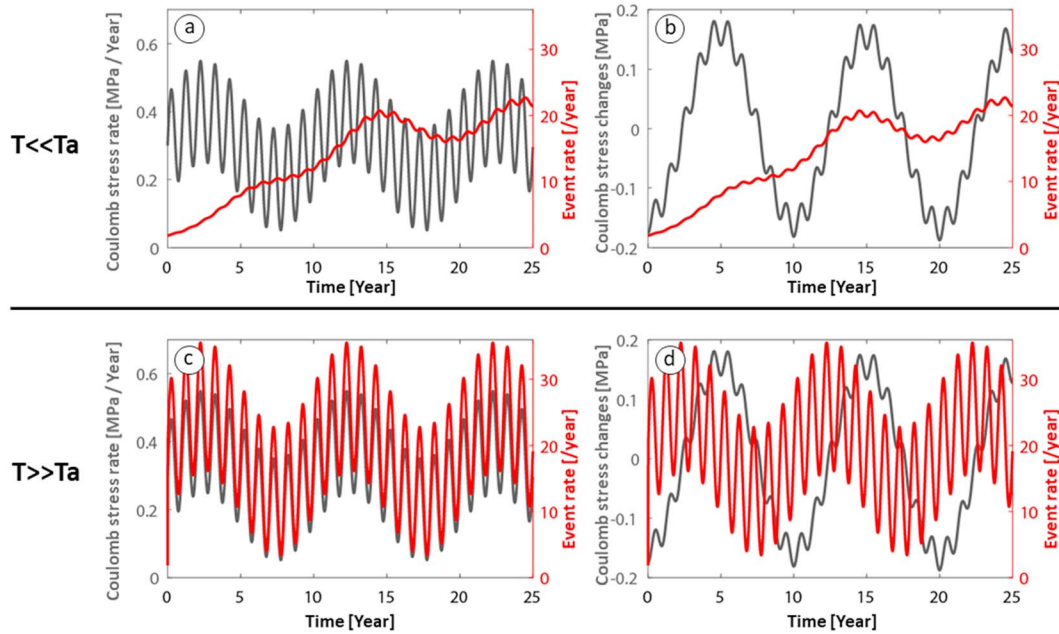 T<<Ta
a
Coulomb stress rate [MPa / Year]
0.6
0.4
0.2
0
30
20
10
0
Event rate [/year]
0 5 10 15 20 25
Time [Year]
b
Coulomb stress changes [MPa]
0.2
0.1
0
-0.1
-0.2
30
20
10
0
Event rate [/year]
0 5 10 15 20 25
Time [Year]
T>>Ta
c
Coulomb stress rate [MPa / Year]
0.6
0.4
0.2
0
30
20
10
0
Event rate [/year]
0 5 10 15 20 25
Time [Year]
d
Coulomb stress changes [MPa]
0.2
0.1
0
-0.1
-0.2
30
20
10
0
Event rate [/year]
0 5 10 15 20 25
Time [Year]